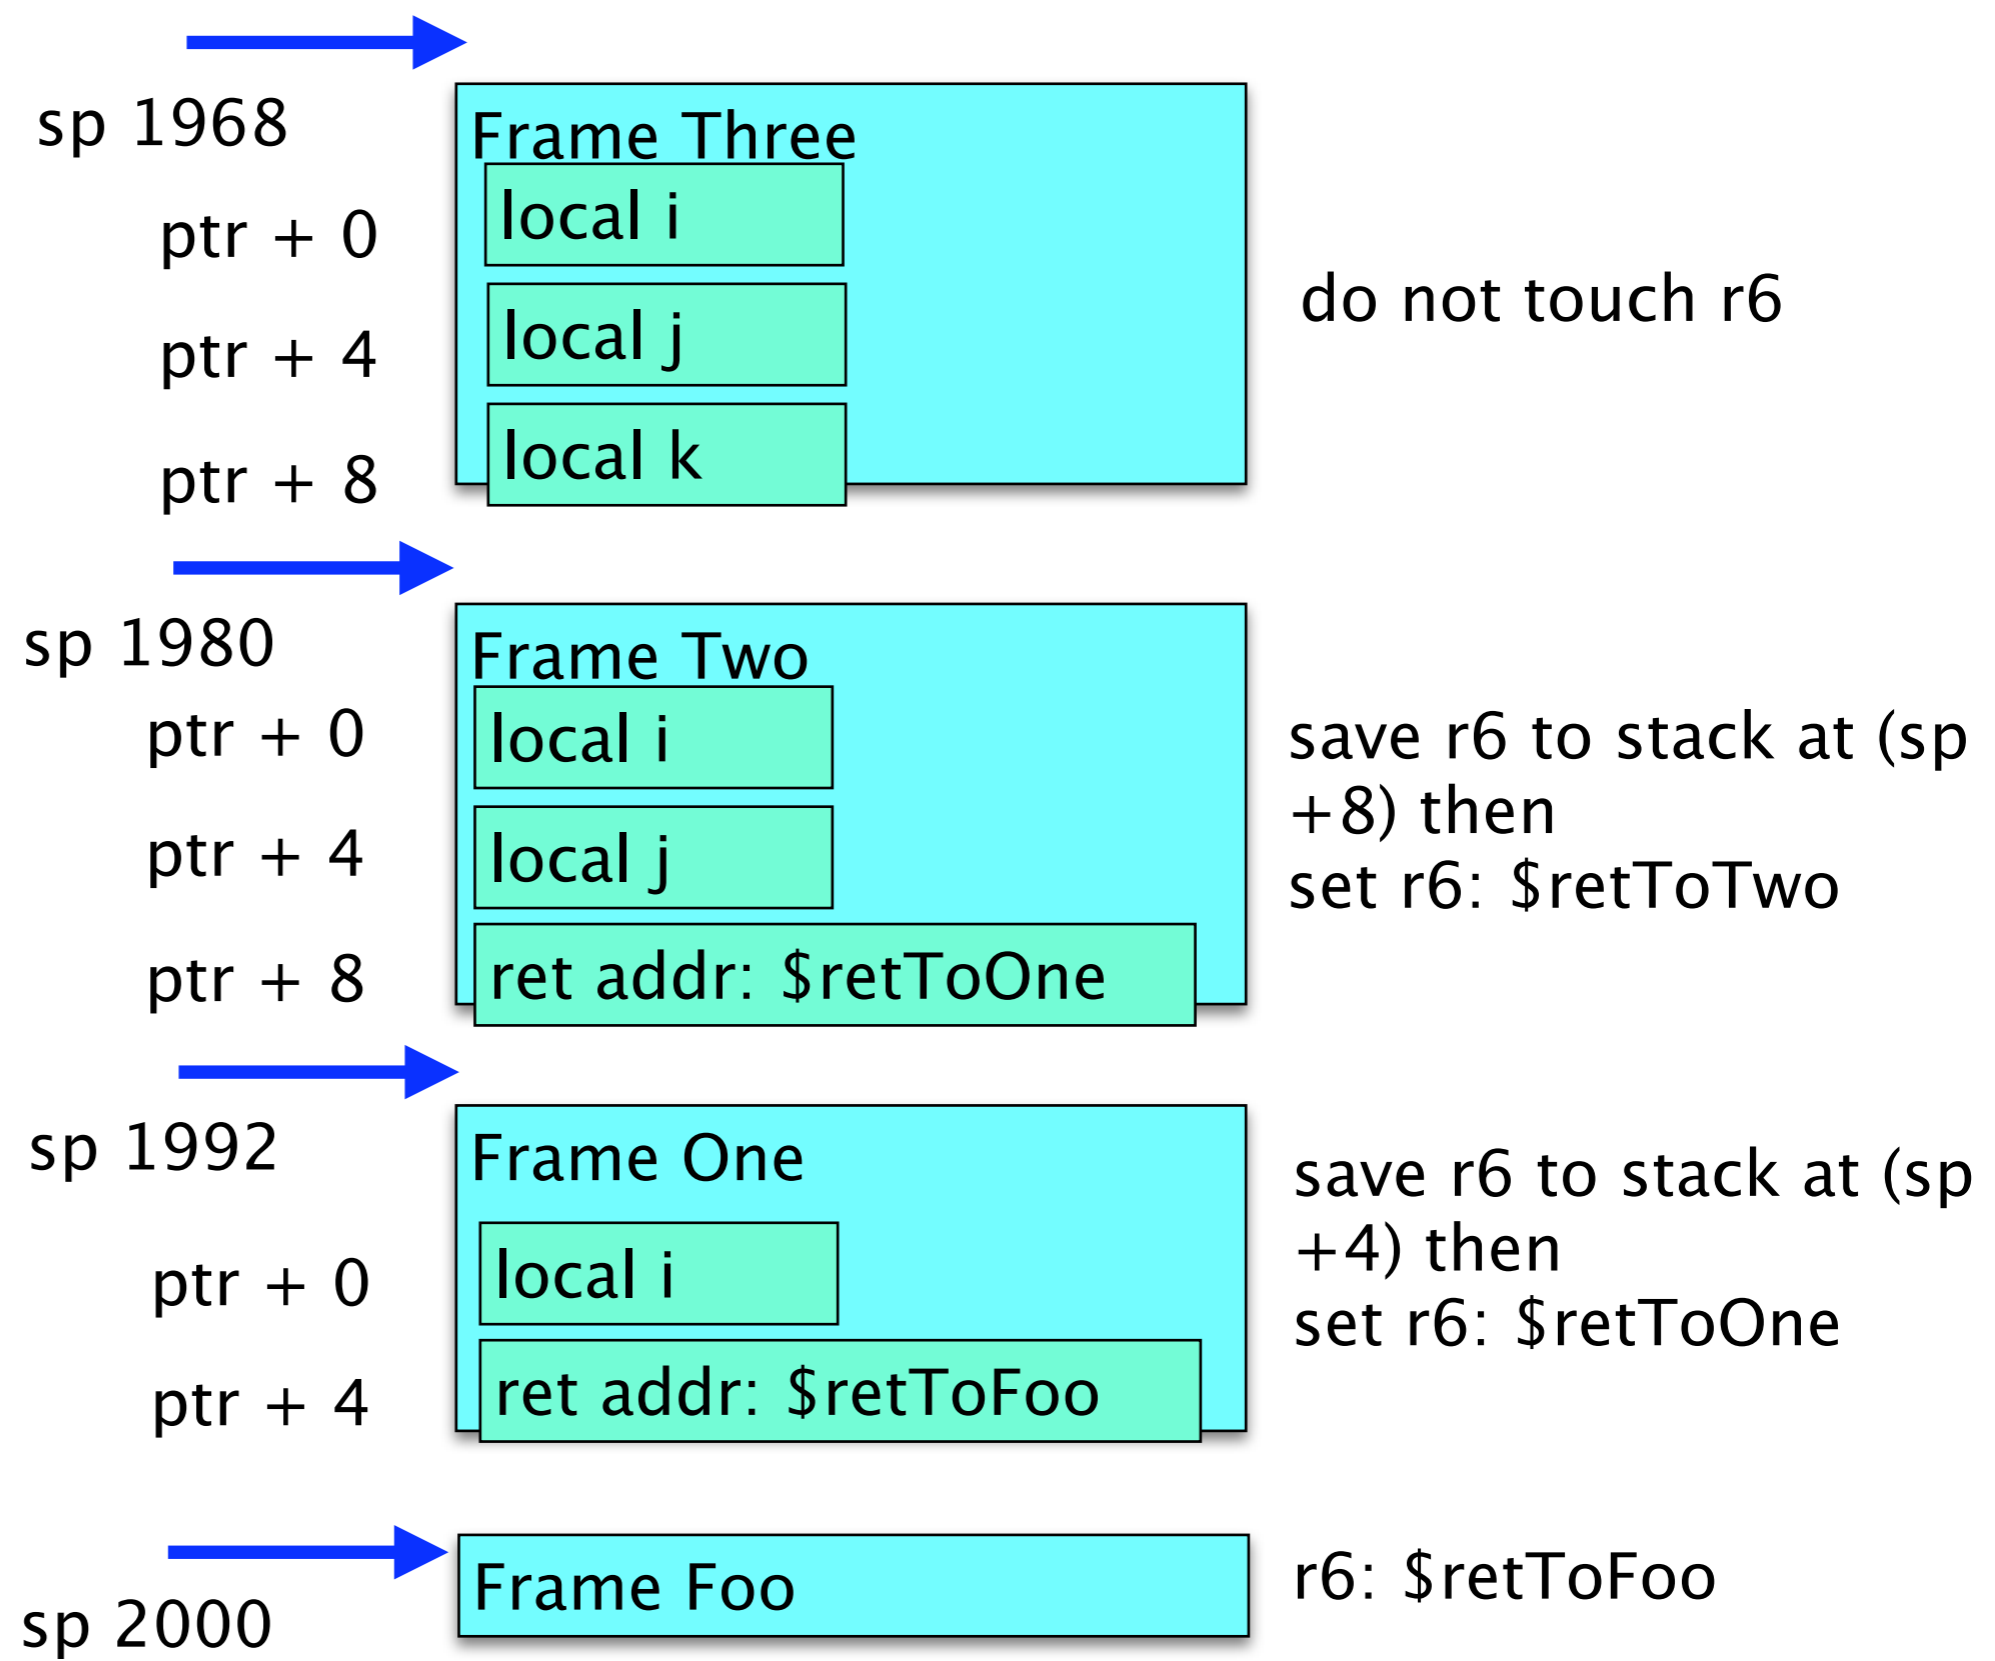 sp 1968
Frame Three
ptr + 0
local i
ptr + 4
local j
ptr + 8
local k
do not touch r6
sp 1980
Frame Two
ptr + 0
local i
ptr + 4
local j
ptr + 8
ret addr: $retToOne
save r6 to stack at (sp
+8) then
set r6: $retToTwo
sp 1992
Frame One
ptr + 0
local i
ptr + 4
ret addr: $retToFoo
save r6 to stack at (sp
+4) then
set r6: $retToOne
sp 2000
Frame Foo
r6: $retToFoo